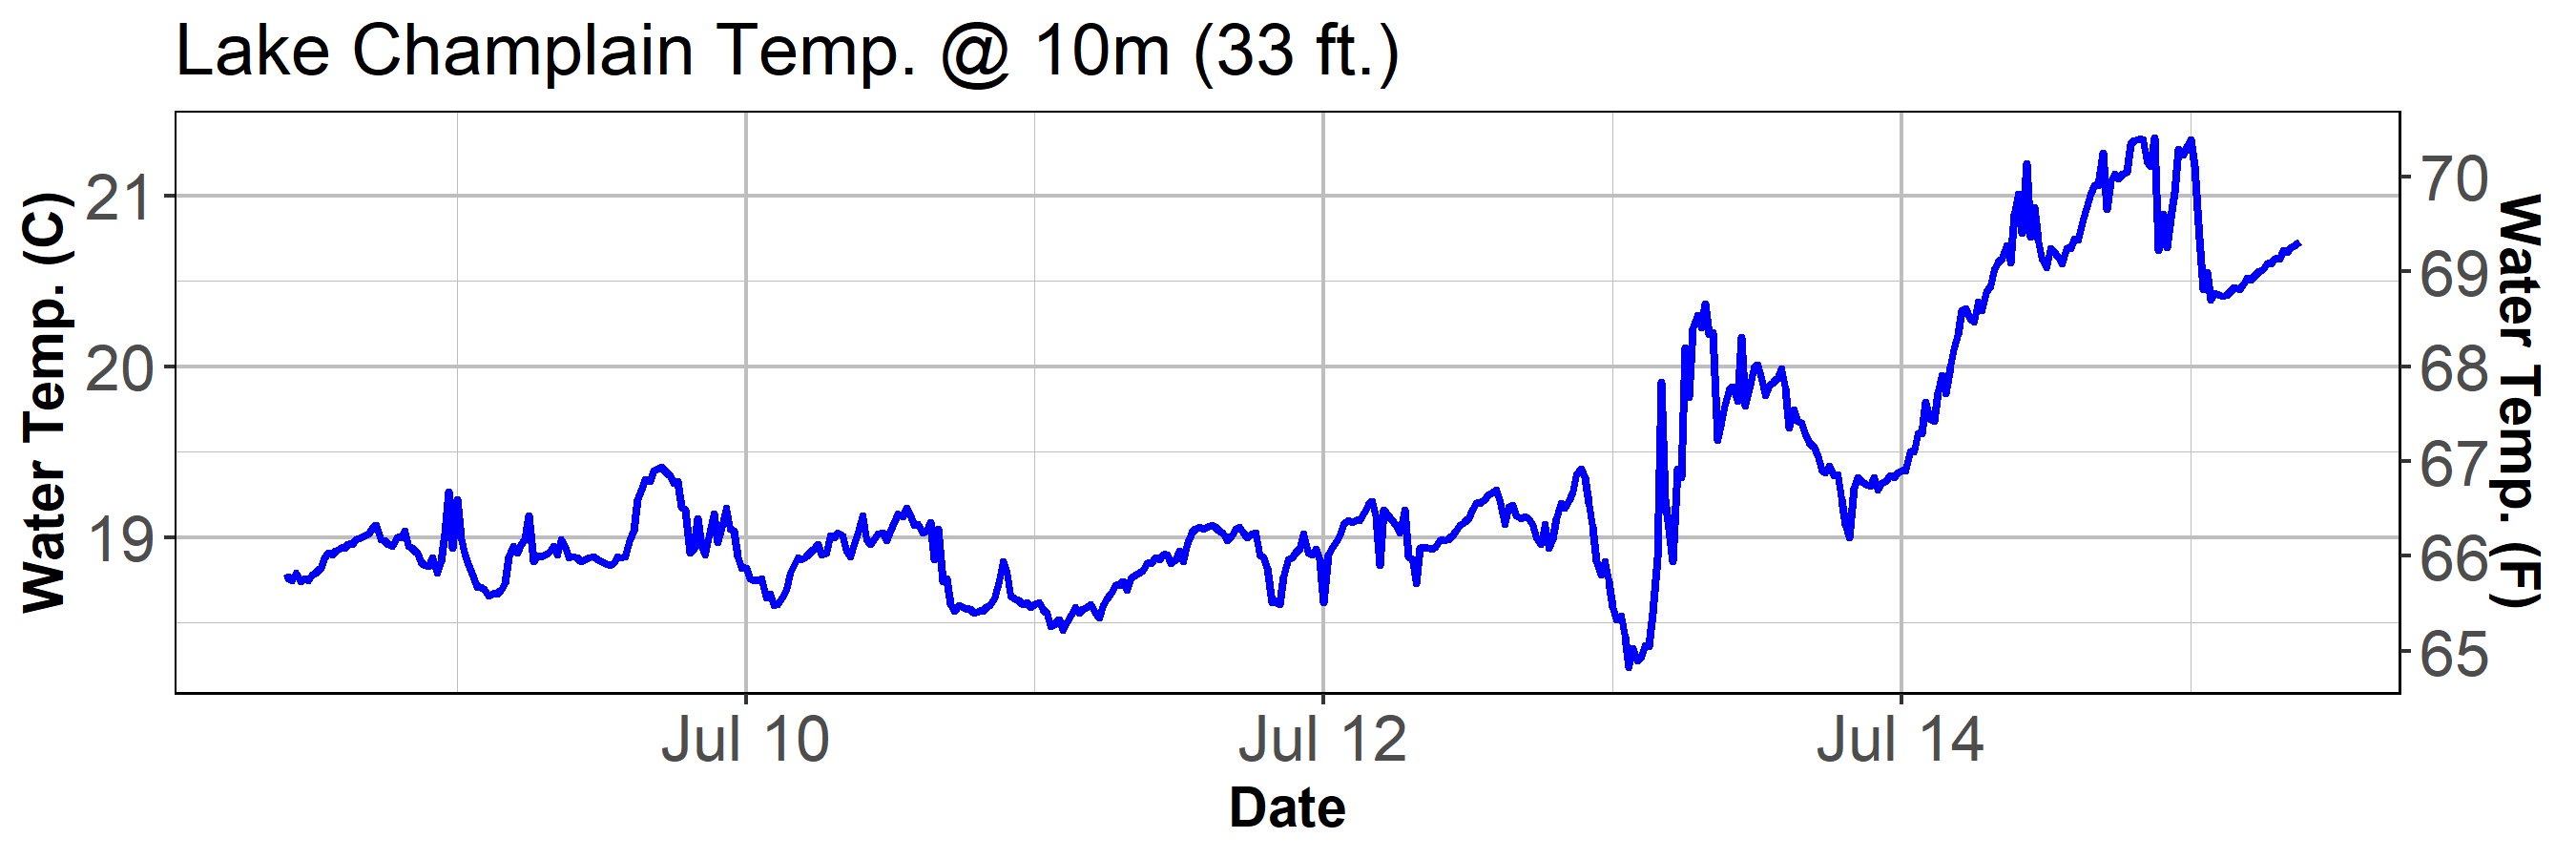 Lake Champlain Temp. @ 10m (33 ft.)
Water Temp. (C)
21
20
19
70
69
68
67
66
65
Water Temp. (F)
Jul 10
Jul 12
Jul 14
Date